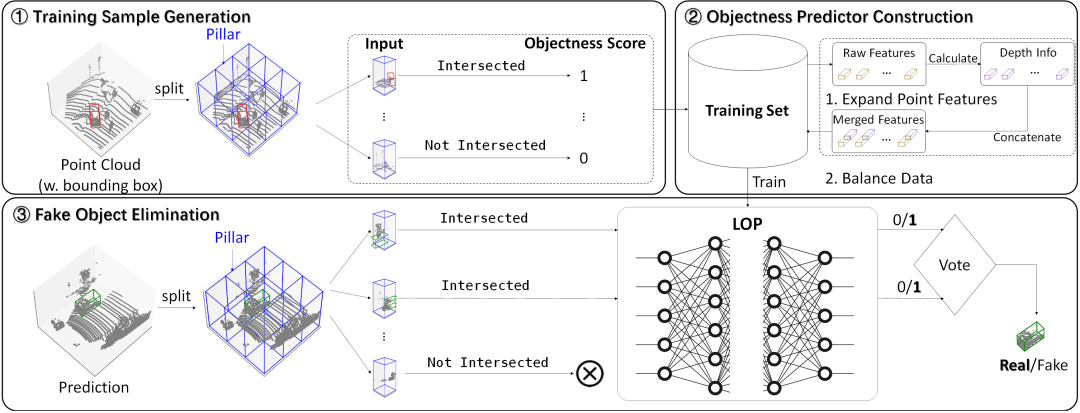 ① Training Sample Generation
Pillar
split
Point Cloud
(w. bounding box)
Input
Objectness Score
Intersected
1
⋮
⋮
Not Intersected
0
② Objectness Predictor Construction
Training Set
Raw Features
...
Calculate
Depth Info
...
1. Expand Point Features
Merged Features
...
Concatenate
2. Balance Data
Train
③ Fake Object Elimination
Pillar
split
Prediction
Intersected
Intersected
⋮
Not Intersected
LOP
0/1
0/1
Vote
Real/Fake